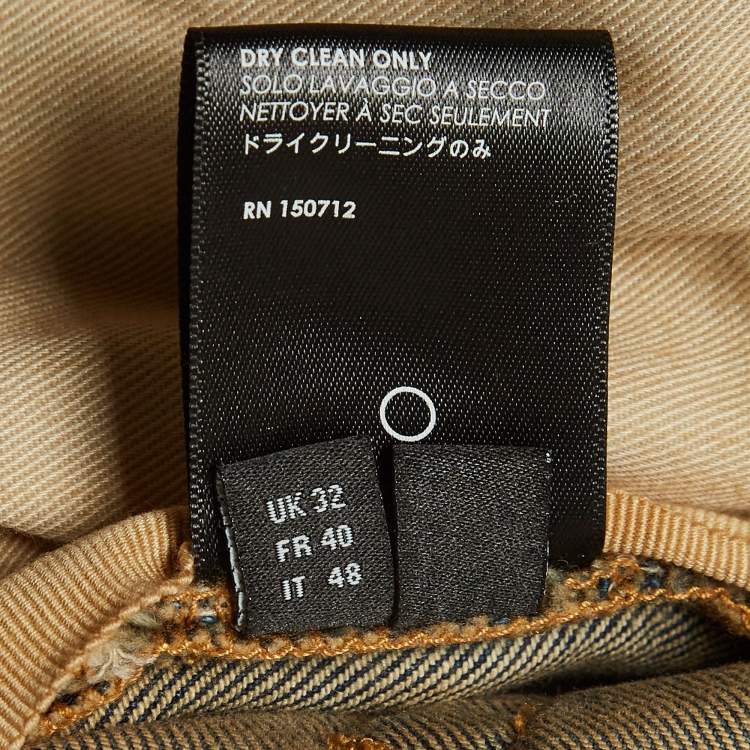 DRY CLEAN ONLY
SOLO LAVAGGIO A SECCO
NETTOYER À SEC SEULEMENT
ドライクリーニングのみ
RN 150712
UK 32
FR 40
IT 48